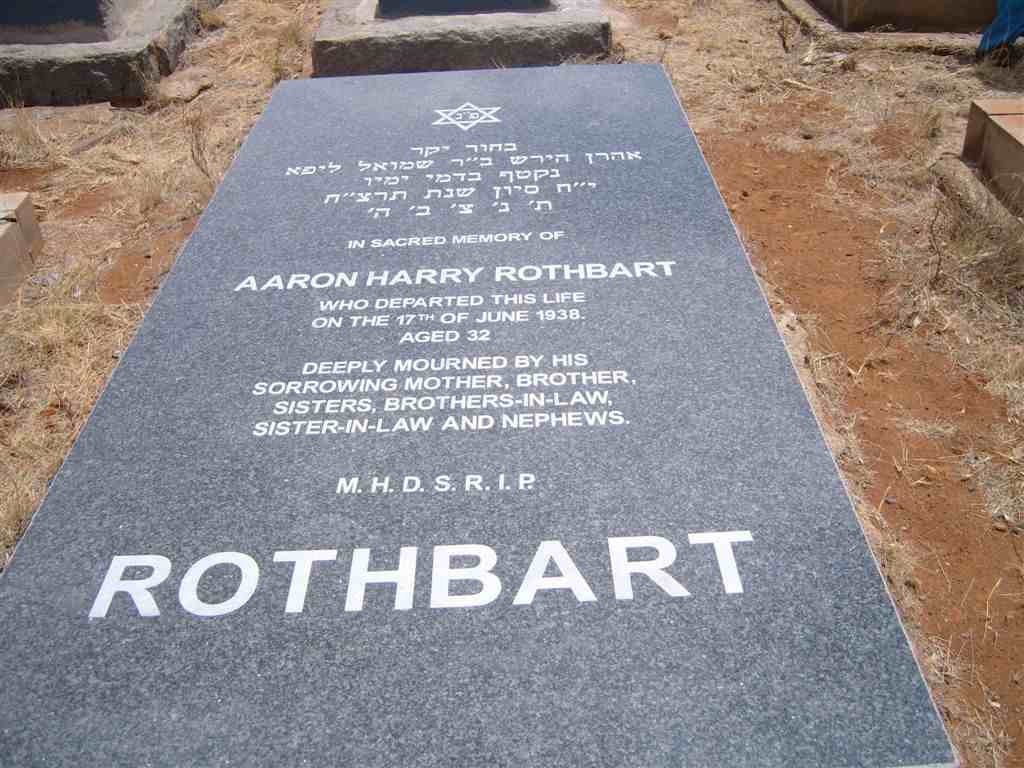 פ נ
בחור יקר
אהרן הירש ב״ר שמואל ליפא
נקטף בדמי ימיו
י״ח סיון שנת תרצ״ח
ת׳ נ׳ צ׳ ב׳ ה׳
IN SACRED MEMORY OF
AARON HARRY ROTHBART
WHO DEPARTED THIS LIFE
ON THE 17TH OF JUNE 1938.
AGED 32
DEEPLY MOURNED BY HIS
SORROWING MOTHER, BROTHER,
SISTERS, BROTHERS-IN-LAW,
SISTER-IN-LAW AND NEPHEWS.
M. H. D. S. R. I. P.
ROTHBART